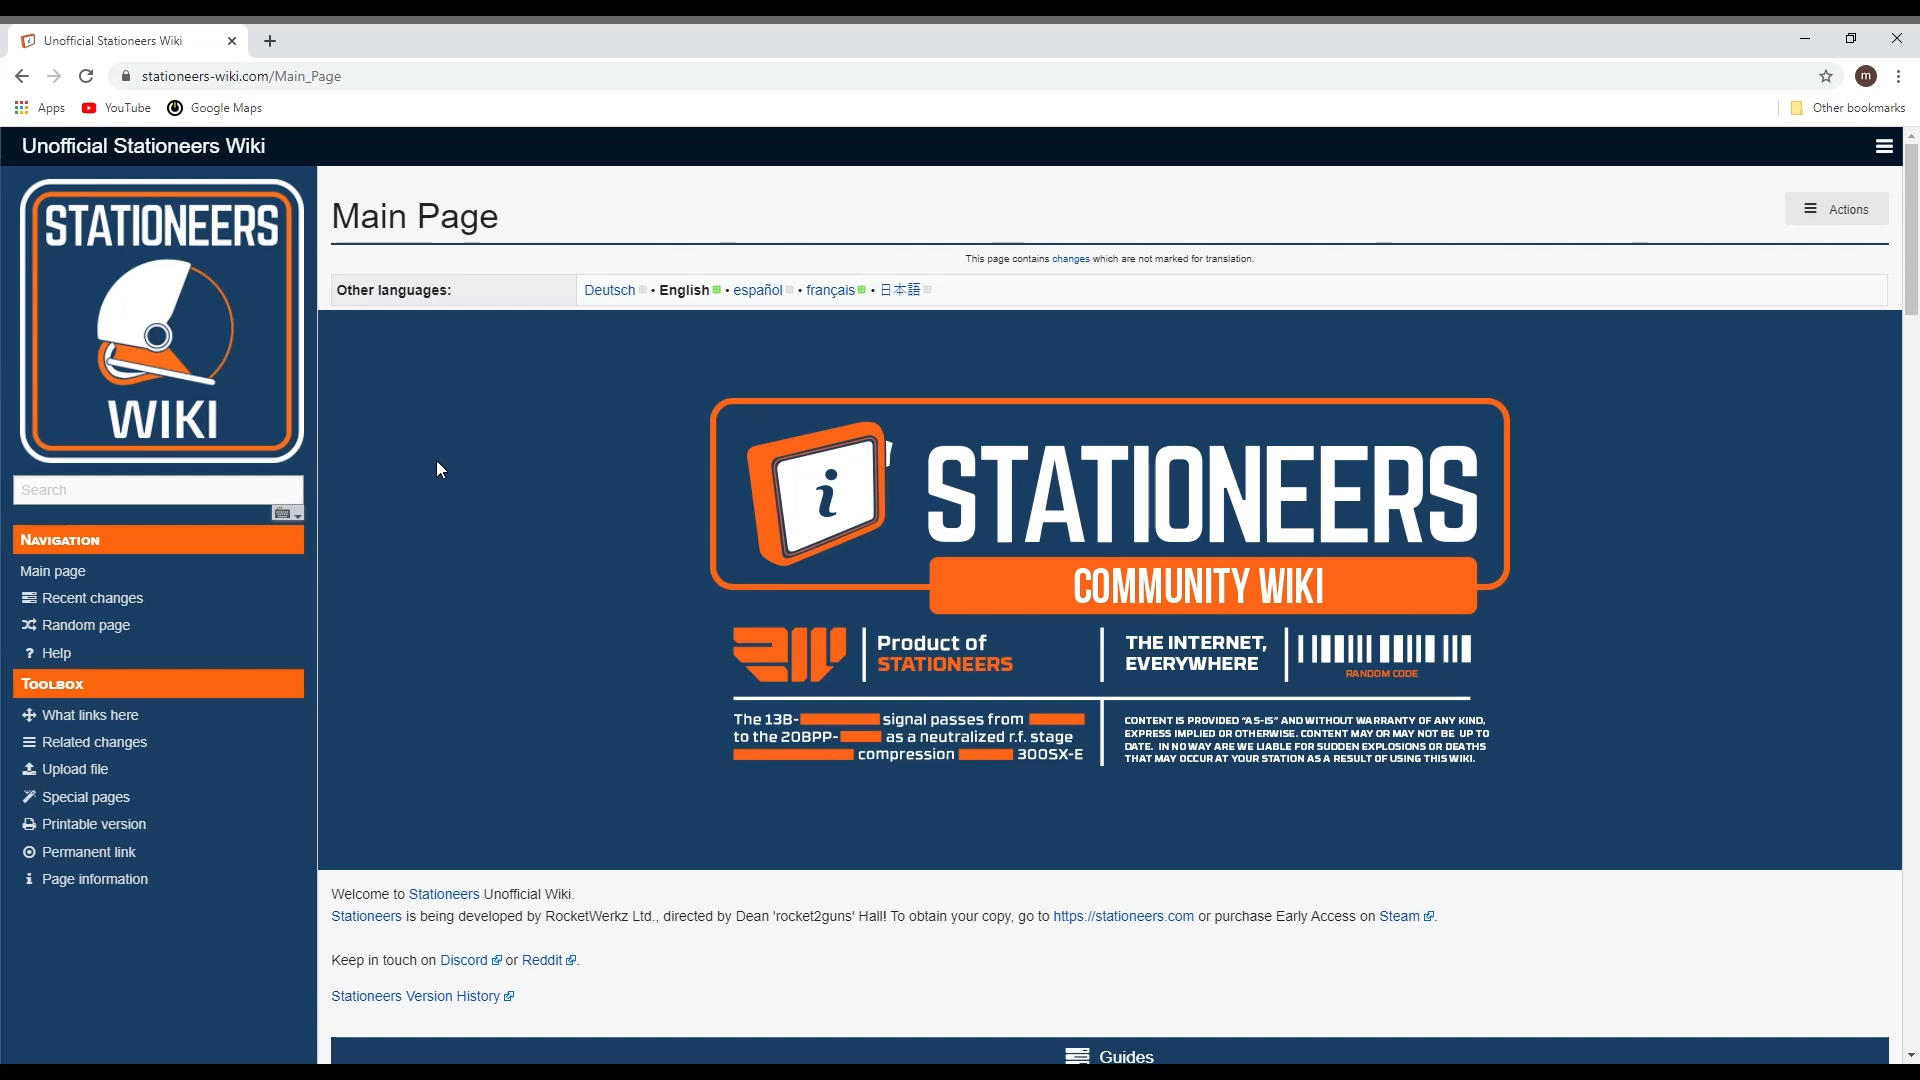 Unofficial Stationeers Wiki
stationeers-wiki.com/Main_Page
m
Apps
YouTube
Google Maps
Other bookmarks
Unofficial Stationeers Wiki
STATIONEERS
WIKI
Search
NAVIGATION
Main page
Recent changes
Random page
? Help
TOOLBOX
What links here
Related changes
Upload file
Special pages
Printable version
Permanent link
i Page information
Main Page
Actions
This page contains changes which are not marked for translation.
Other languages:
Deutsch • English • español • français • 日本語
i
STATIONEERS
COMMUNITY WIKI
Product of
STATIONEERS
THE INTERNET,
EVERYWHERE
RANDOM CODE
The 13B- signal passes from
to the 20BPP- as a neutralized r.f. stage
compression 300SX-E
CONTENT IS PROVIDED "AS-IS" AND WITHOUT WARRANTY OF ANY KIND,
EXPRESS IMPLIED OR OTHERWISE. CONTENT MAY OR MAY NOT BE UP TO
DATE. IN NO WAY ARE WE LIABLE FOR SUDDEN EXPLOSIONS OR DEATHS
THAT MAY OCCUR AT YOUR STATION AS A RESULT OF USING THIS WIKI.
Welcome to Stationeers Unofficial Wiki.
Stationeers is being developed by RocketWerkz Ltd., directed by Dean 'rocket2guns' Hall! To obtain your copy, go to https://stationeers.com or purchase Early Access on Steam.
Keep in touch on Discord or Reddit.
Stationeers Version History
Guides